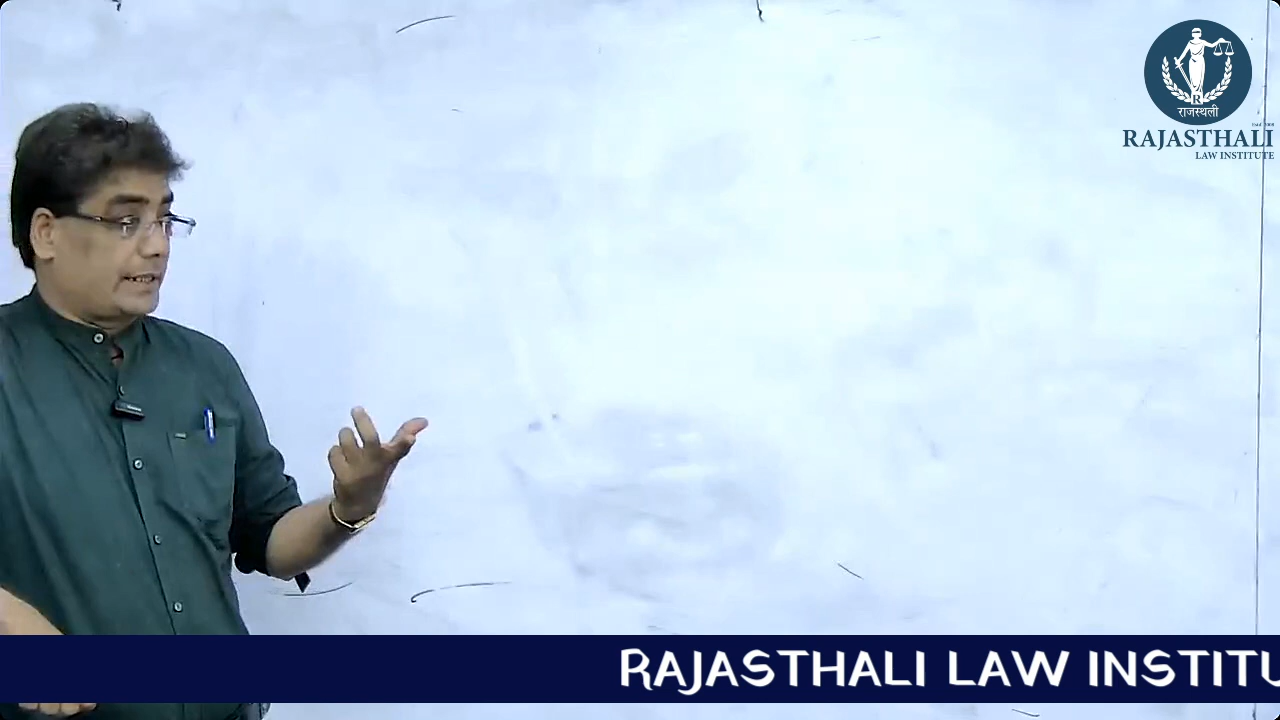 राजस्थली
RAJASTHALI
LAW INSTITUTE
RAJASTHALI LAW INSTITU